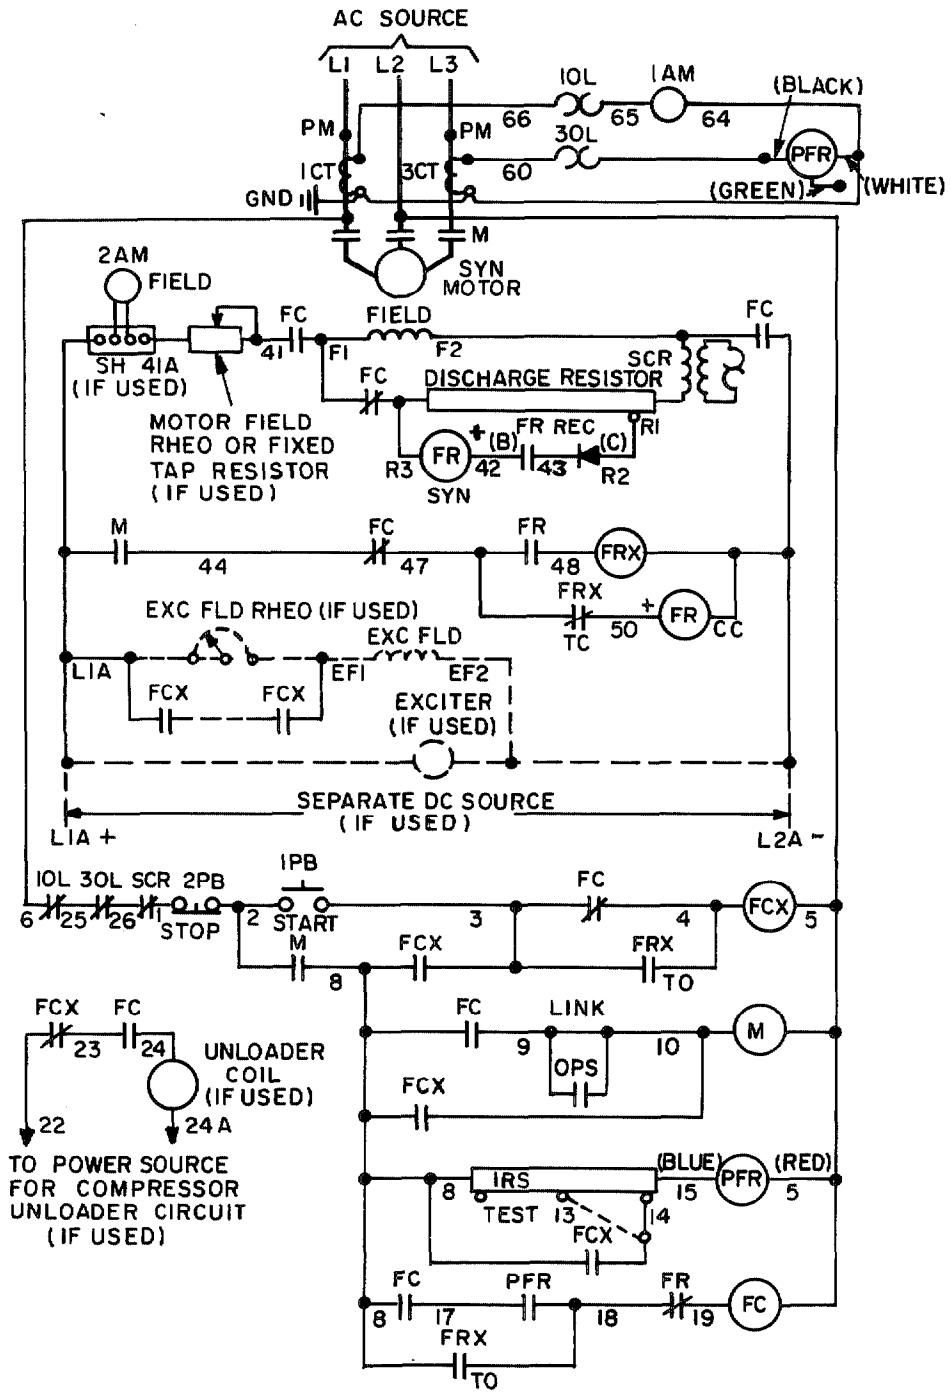 AC SOURCE
L1 L2 L3
1OL 1AM (BLACK)
66 65 64
PM PM 3OL PFR
1CT 3CT 60 (GREEN) (WHITE)
GND
M
2AM SYN
FIELD MOTOR
FC FIELD FC
41 F1 F2
SH 41A SCR
(IF USED) FC DISCHARGE RESISTOR
MOTOR FIELD
RHEO OR FIXED
TAP RESISTOR
(IF USED)
+ (B) FR REC (C) R1
R3 FR 42 43 R2
SYN
M FC FR
44 47 48 FRX
FRX
TC 50 + FR CC
EXC FLD RHEO (IF USED)
EXC FLD
L1A EF1 EF2
FCX FCX EXCITER
(IF USED)
SEPARATE DC SOURCE
(IF USED)
L1A + L2A -
1OL 3OL SCR 2PB 1PB FC
6 25 26 1 2 START 3 4 FCX 5
STOP
M FCX FRX
8 TO
FCX FC FC LINK
23 24 9 10 M
UNLOADER
COIL
(IF USED)
OPS
FCX
22 24A
TO POWER SOURCE
FOR COMPRESSOR
UNLOADER CIRCUIT
(IF USED)
8 IRS (BLUE) 15 PFR (RED) 5
TEST 13 14
FCX
FC PFR FR
8 17 18 19 FC
FRX
TO